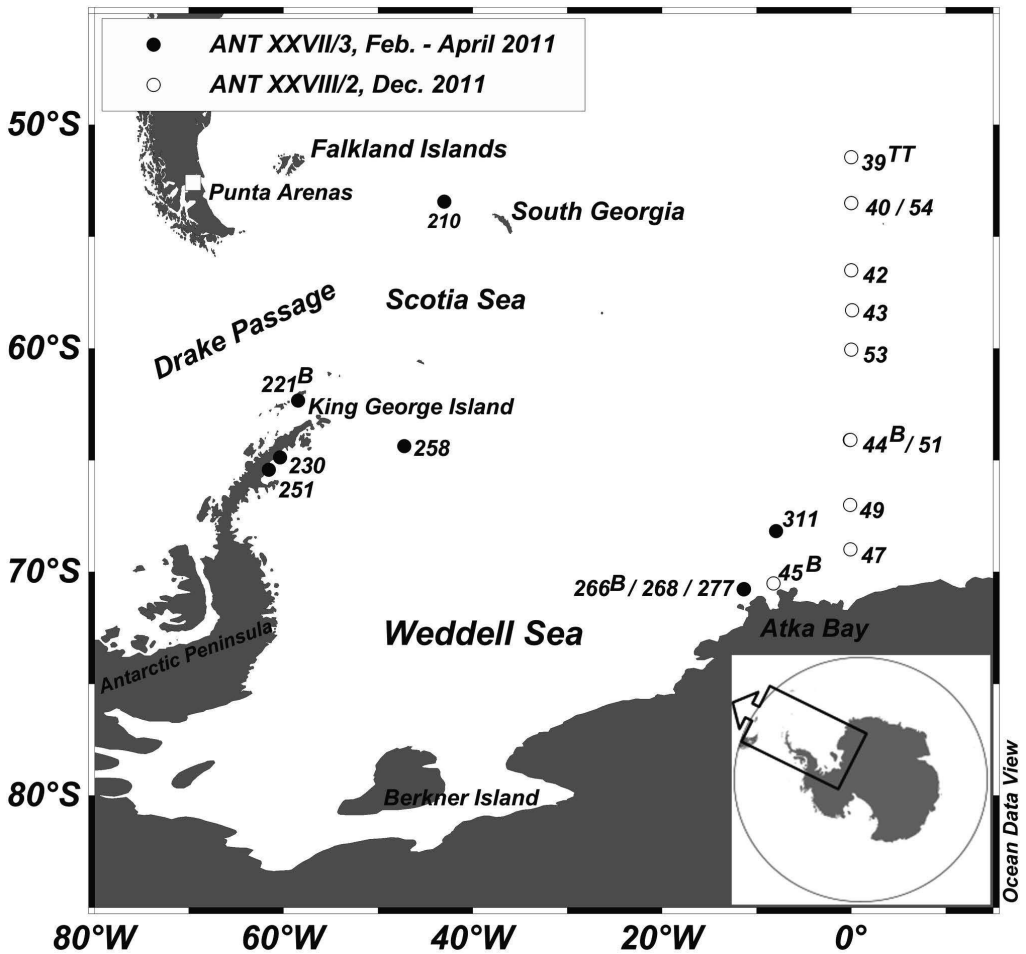 ANT XXVII/3, Feb. - April 2011
ANT XXVIII/2, Dec. 2011
50°S
Falkland Islands
39TT
Punta Arenas
210
South Georgia
40 / 54
Scotia Sea
42
Drake Passage
43
60°S
53
221B
King George Island
258
44B/ 51
230
251
49
311
47
70°S
266B/ 268 / 277
45B
Weddell Sea
Atka Bay
Antarctic Peninsula
80°S
Berkner Island
Ocean Data View
80°W
60°W
40°W
20°W
0°